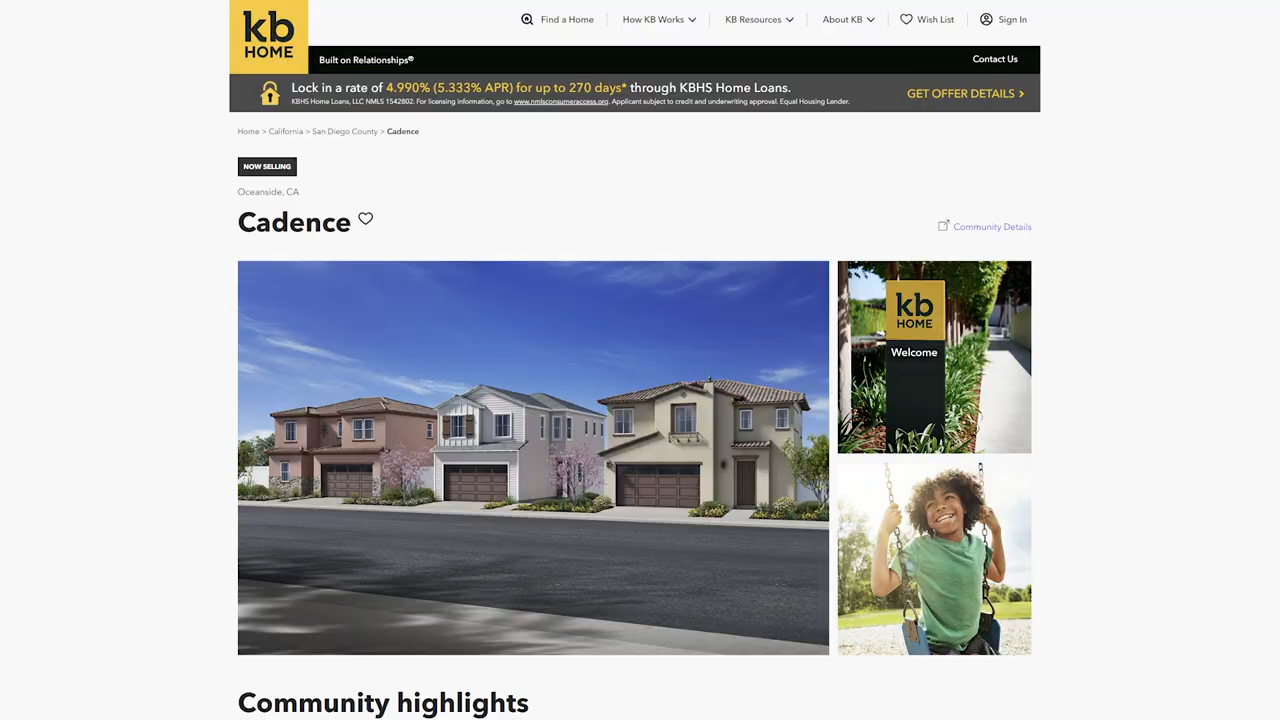 kb
HOME
Find a Home
How KB Works
KB Resources
About KB
Wish List
Sign In
Built on Relationships®
Contact Us
Lock in a rate of 4.990% (5.333% APR) for up to 270 days* through KBHS Home Loans.
KBHS Home Loans, LLC NMLS 1542802. For licensing information, go to www.nmlsconsumeraccess.org. Applicant subject to credit and underwriting approval. Equal Housing Lender.
GET OFFER DETAILS >
Home > California > San Diego County > Cadence
NOW SELLING
Oceanside, CA
Cadence
Community Details
kb
HOME
Welcome
Community highlights